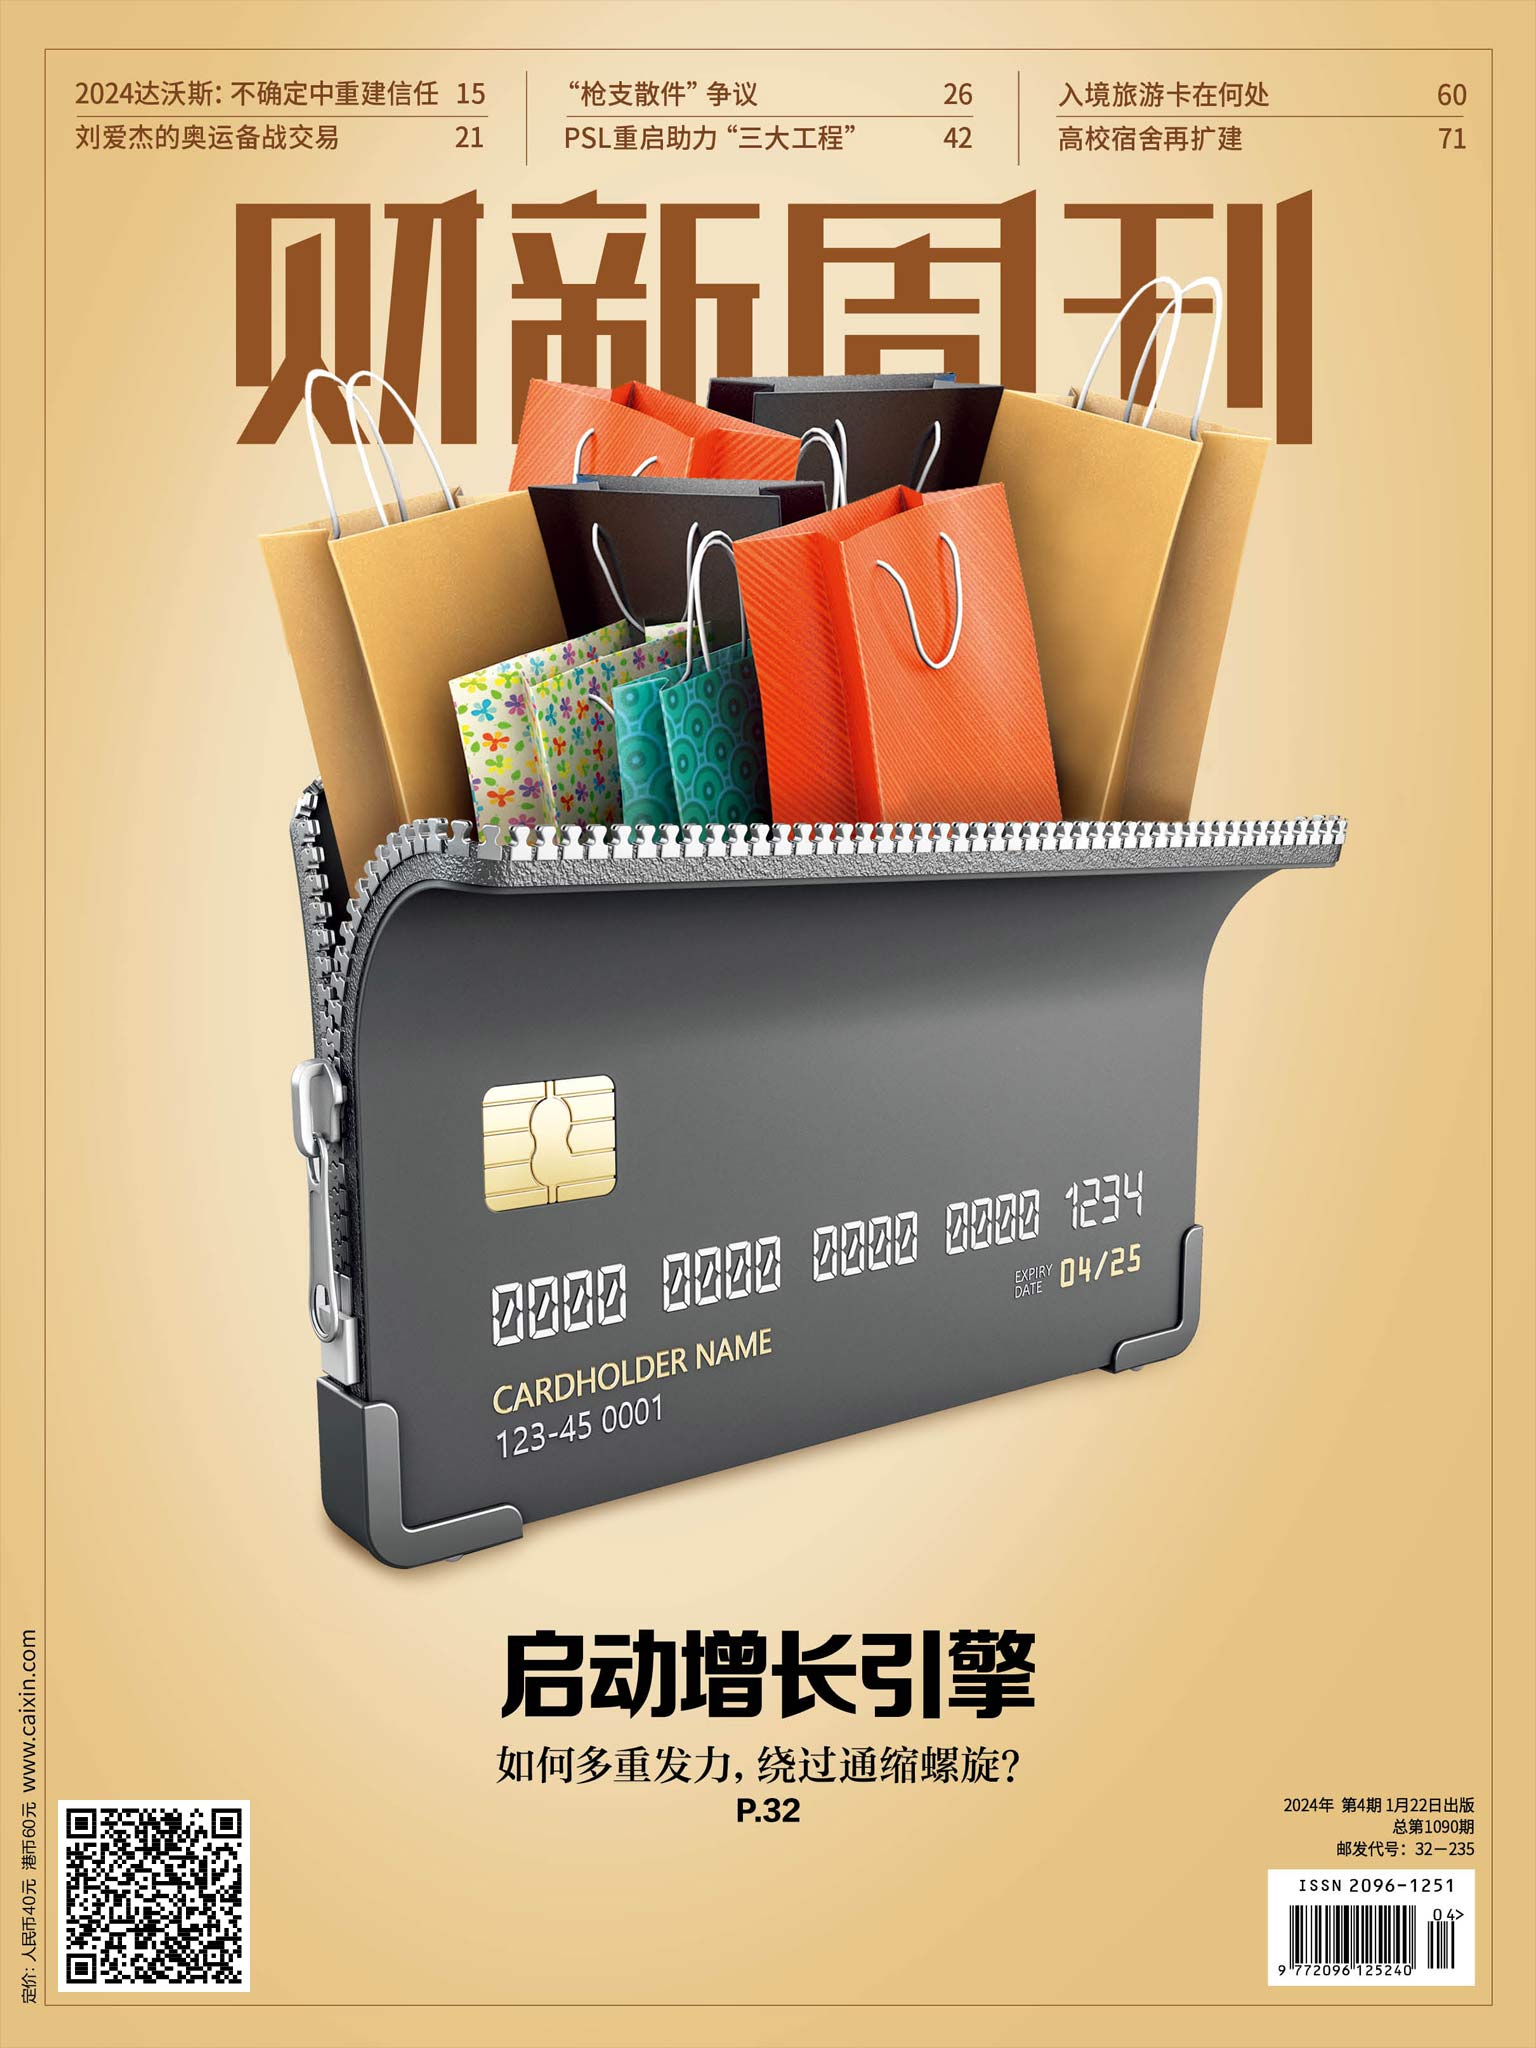 2024达沃斯：不确定中重建信任 15
刘爱杰的奥运备战交易 21
“枪支散件”争议 26
PSL重启助力“三大工程” 42
入境旅游卡在何处 60
高校宿舍再扩建 71
财新周刊
0000 0000 0000 0000 1234
EXPIRY DATE 04/25
CARDHOLDER NAME
123-45 0001
启动增长引擎
如何多重发力，绕过通缩螺旋？
P.32
定价：人民币40元 港币60元 www.caixin.com
2024年 第4期 1月22日出版
总第1090期
邮发代号：32－235
ISSN 2096-1251
04>
9 772096 125240